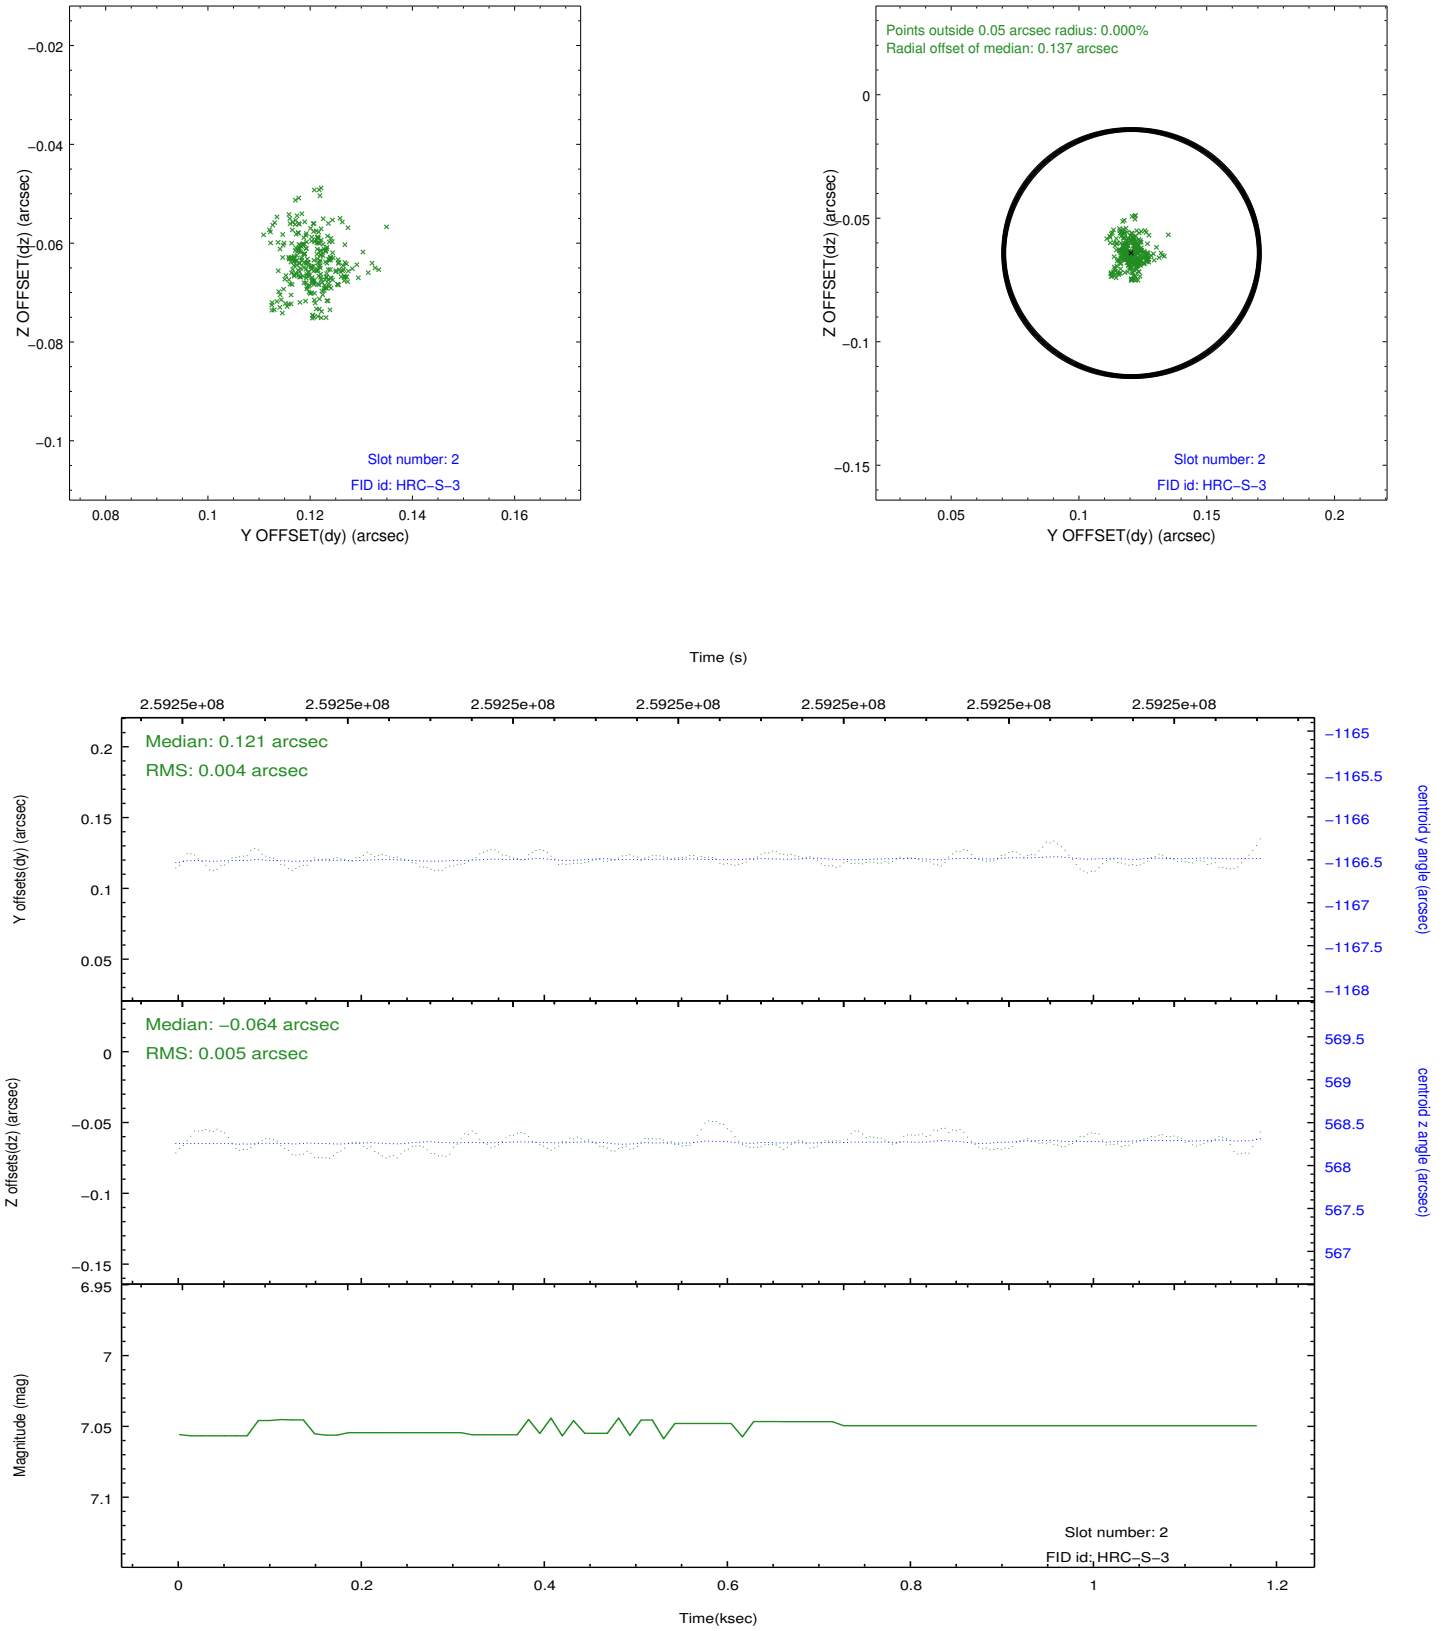 −0.02
−0.04
−0.06
−0.08
−0.1
Z OFFSET(dz) (arcsec)
Slot number: 2
FID id: HRC−S−3
0.08
0.1
0.12
0.14
0.16
Y OFFSET(dy) (arcsec)
Points outside 0.05 arcsec radius: 0.000%
Radial offset of median: 0.137 arcsec
0
−0.05
−0.1
−0.15
Z OFFSET(dz) (arcsec)
Slot number: 2
FID id: HRC−S−3
0.05
0.1
0.15
0.2
Y OFFSET(dy) (arcsec)
Time (s)
2.5925e+08 2.5925e+08 2.5925e+08 2.5925e+08 2.5925e+08 2.5925e+08 2.5925e+08
Median: 0.121 arcsec
RMS: 0.004 arcsec
0.2
0.15
0.1
0.05
Y offsets(dy) (arcsec)
−1165
−1165.5
−1166
−1166.5
−1167
−1167.5
−1168
centroid y angle (arcsec)
Median: −0.064 arcsec
RMS: 0.005 arcsec
0
−0.05
−0.1
−0.15
Z offsets(dz) (arcsec)
569.5
569
568.5
568
567.5
567
centroid z angle (arcsec)
6.95
7
7.05
7.1
Magnitude (mag)
Slot number: 2
FID id: HRC−S−3
0 0.2 0.4 0.6 0.8 1 1.2
Time(ksec)